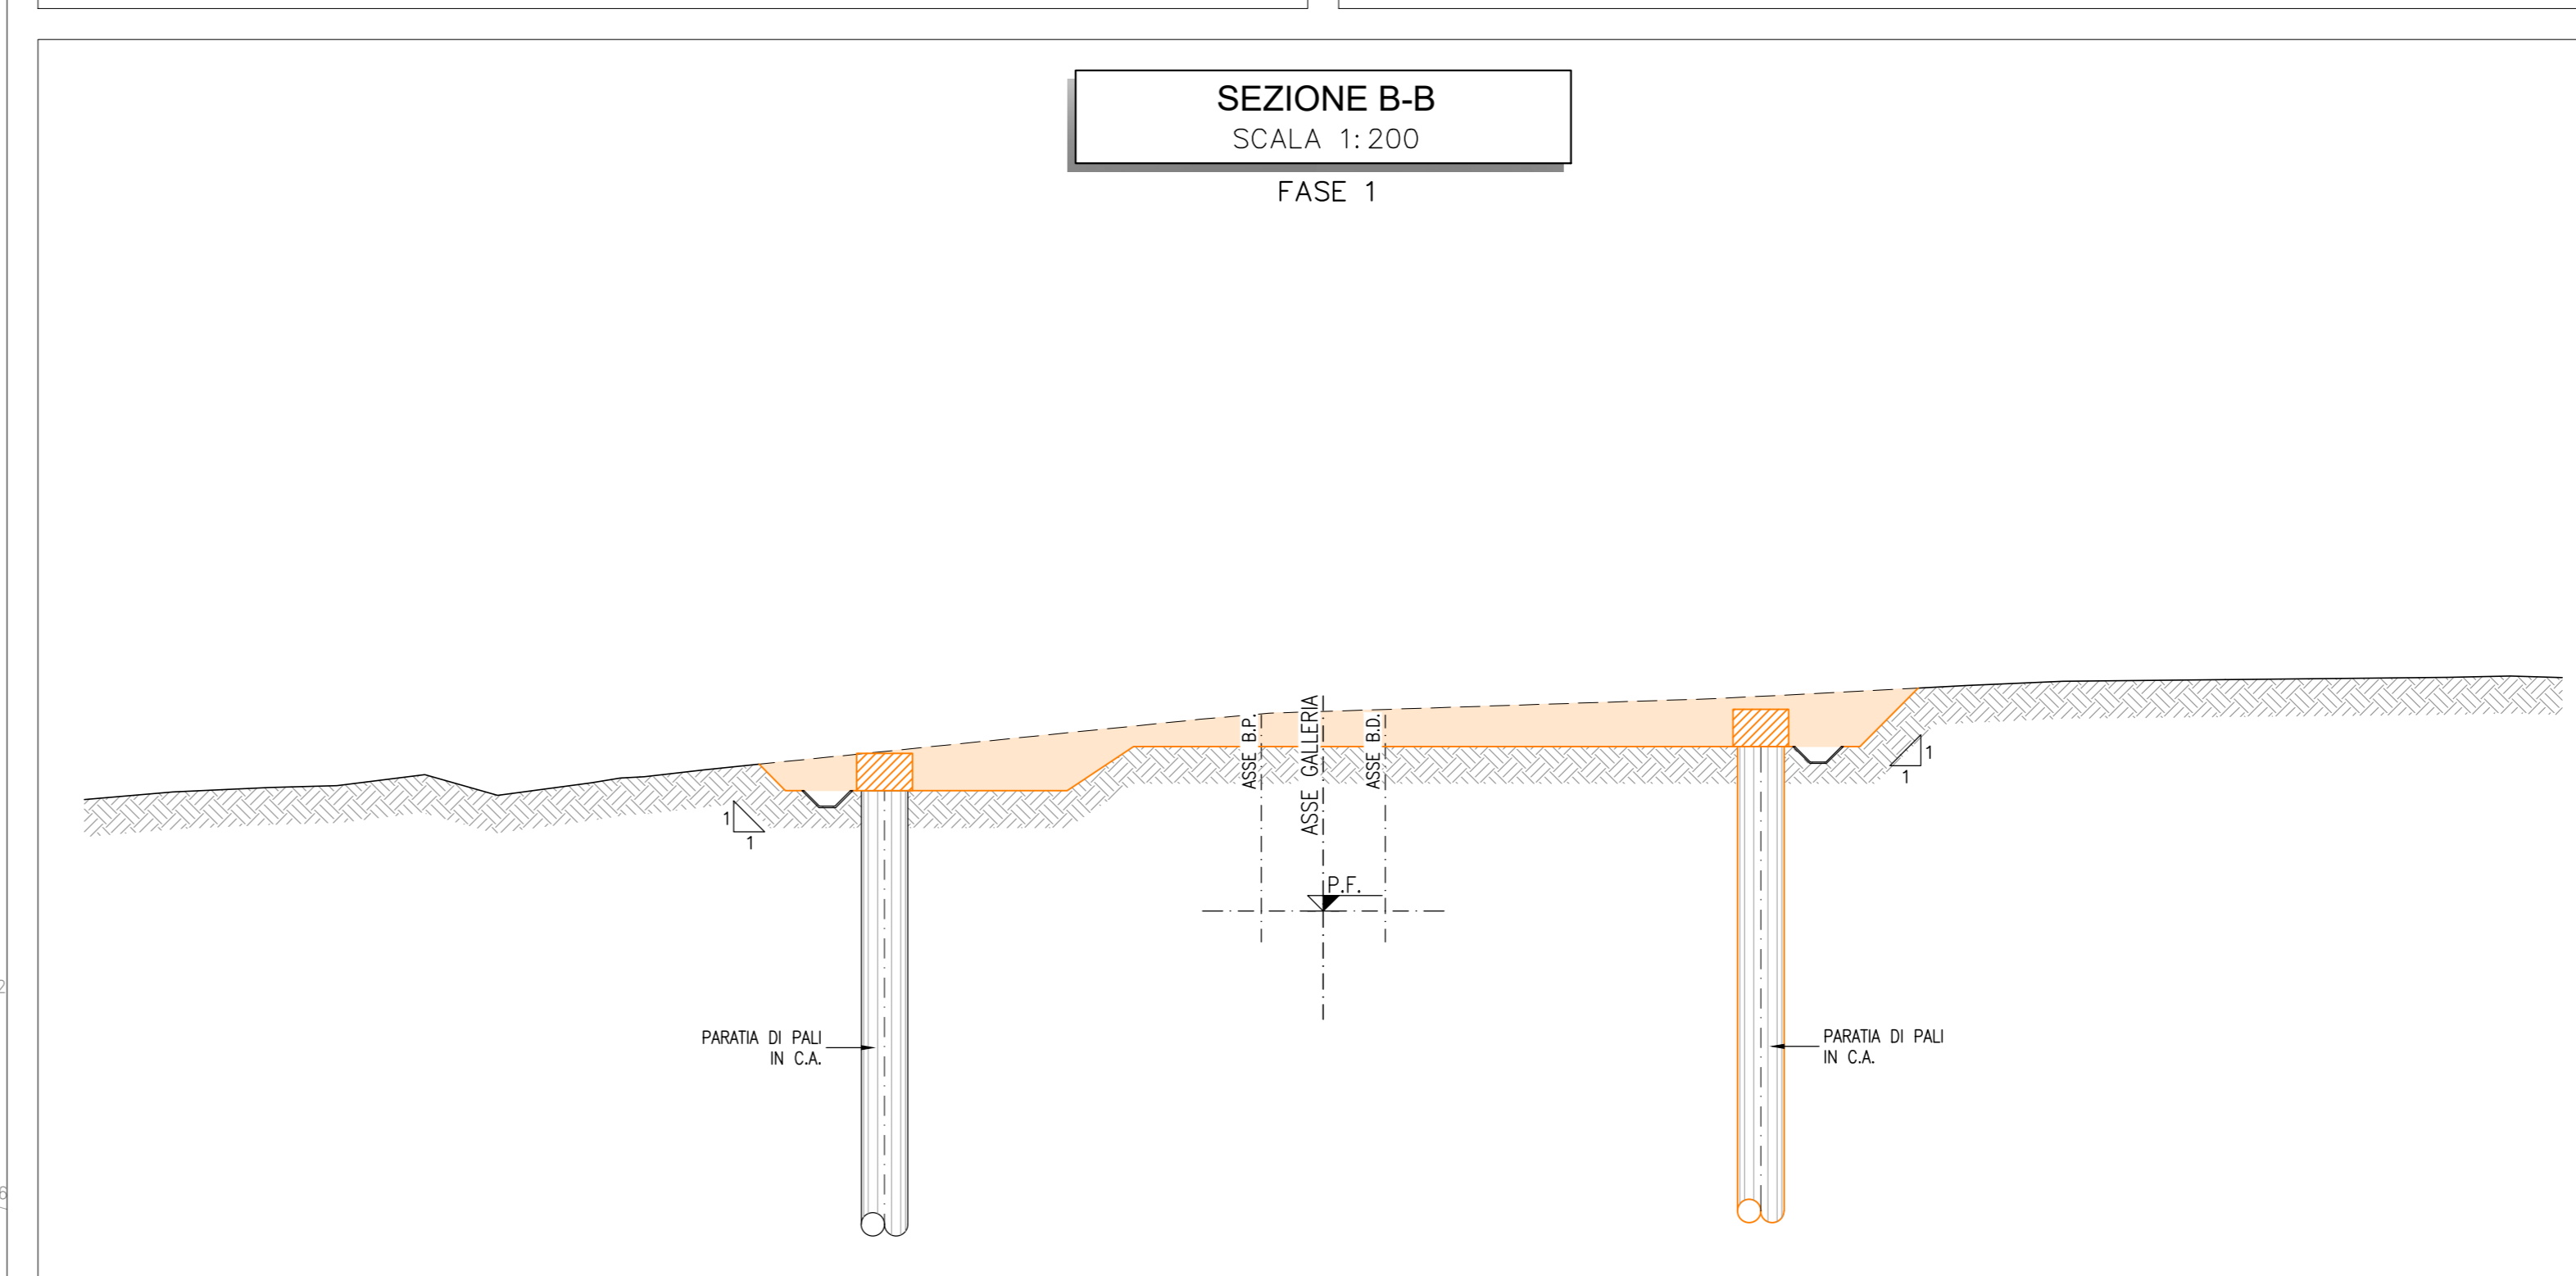 SEZIONE B-B
SCALA 1:200
FASE 1
ASSE B.P.
ASSE GALLERIA
ASSE B.D.
1
1
1
1
P.F.
PARATIA DI PALI
IN C.A.
PARATIA DI PALI
IN C.A.
2